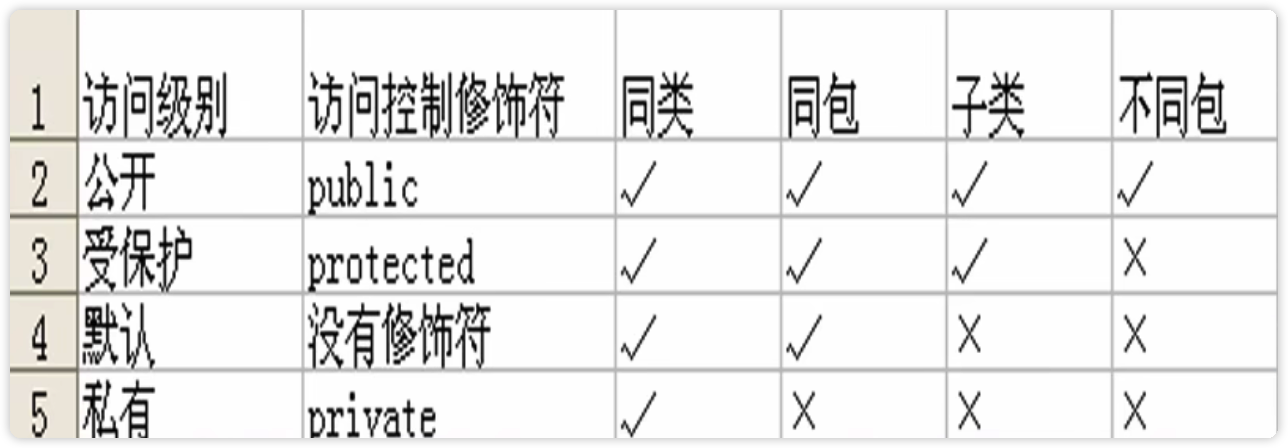 1 访问级别 访问控制修饰符 同类 同包 子类 不同包
2 公开 public √ √ √ √
3 受保护 protected √ √ √ ×
4 默认 没有修饰符 √ √ × ×
5 私有 private √ × × ×